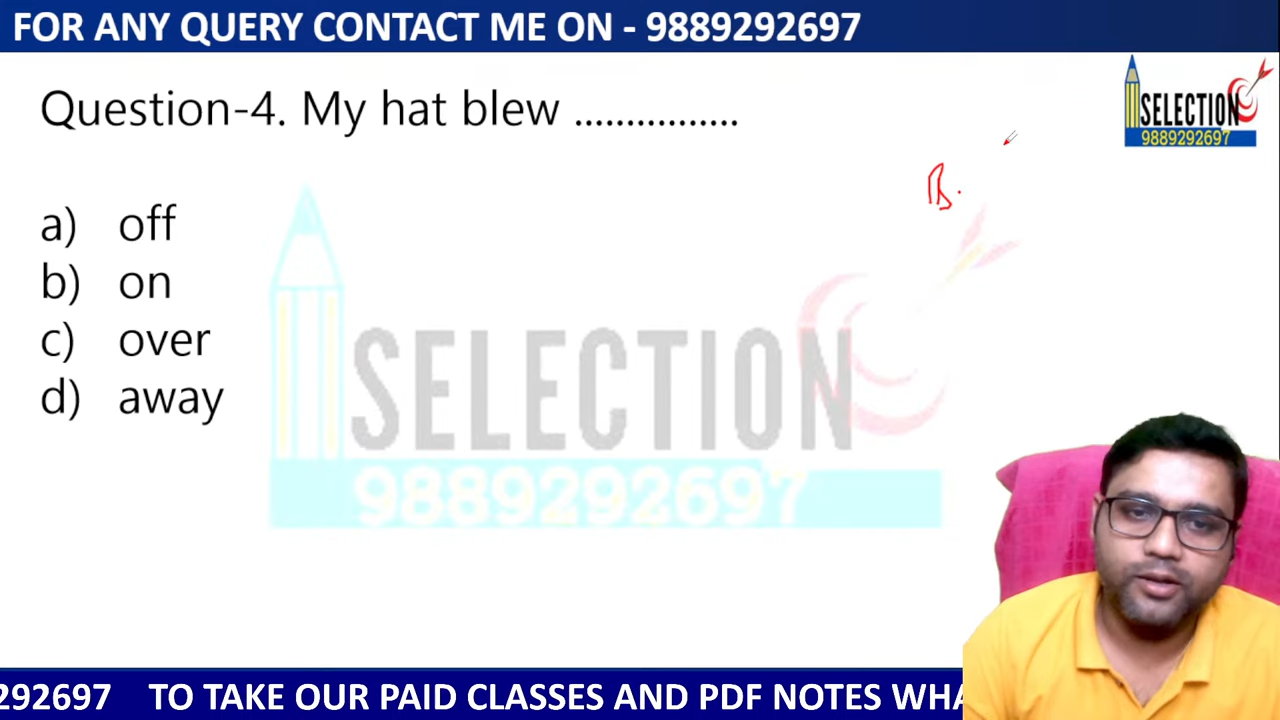 FOR ANY QUERY CONTACT ME ON - 9889292697
Question-4. My hat blew ................
SELECTION
9889292697
B.
a) off
b) on
c) over
d) away
SELECTION
9889292697
292697 TO TAKE OUR PAID CLASSES AND PDF NOTES WHA